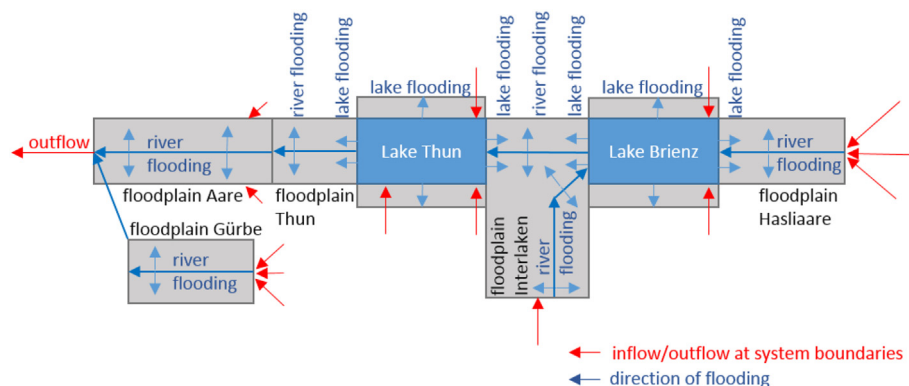 river flooding
lake flooding
lake flooding
lake flooding
river flooding
lake flooding
lake flooding
lake flooding
outflow
river
flooding
Lake Thun
Lake Brienz
river
flooding
floodplain Aare
floodplain
Thun
floodplain
Hasliaare
floodplain Gürbe
river
flooding
floodplain
Interlaken
river
flooding
inflow/outflow at system boundaries
direction of flooding